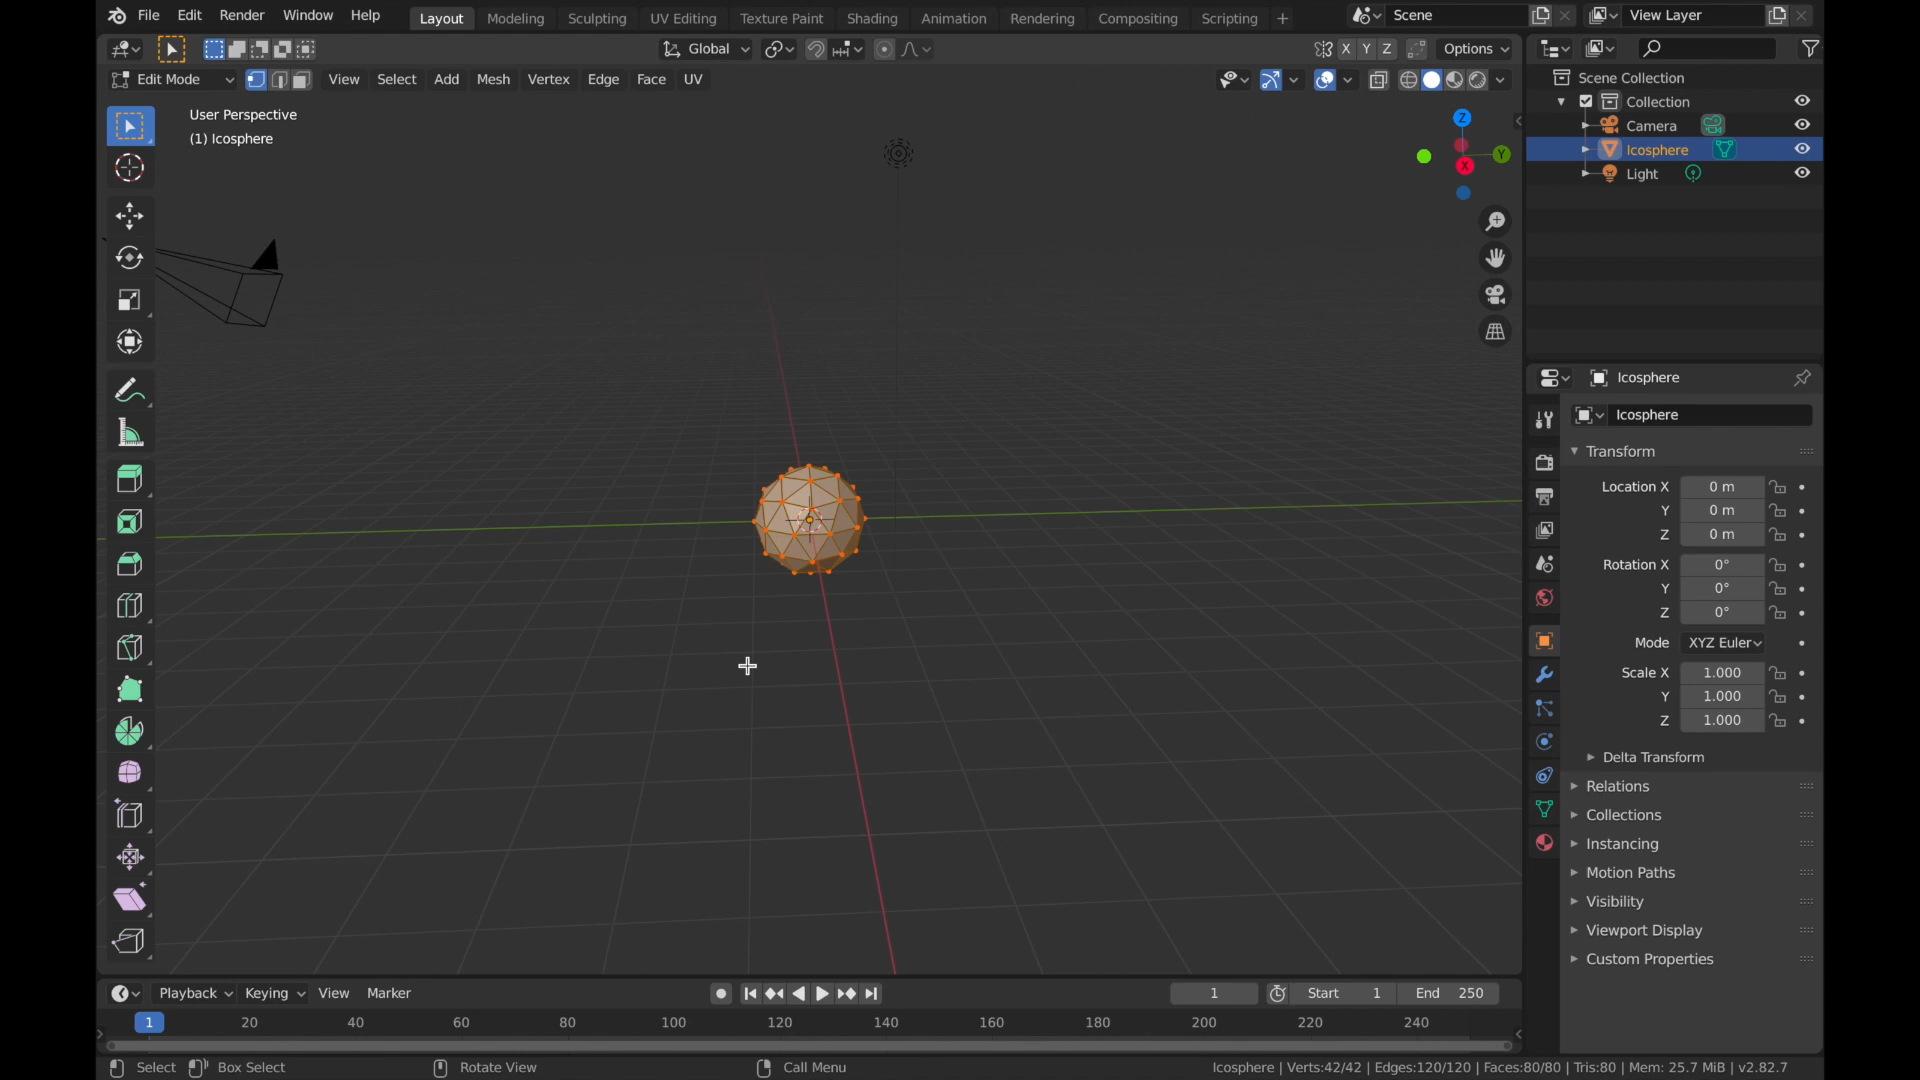 File Edit Render Window Help Layout Modeling Sculpting UV Editing Texture Paint Shading Animation Rendering Compositing Scripting + Scene View Layer
Global X Y Z Options
Edit Mode View Select Add Mesh Vertex Edge Face UV
Scene Collection
Collection
Camera
Icosphere
Light
User Perspective
(1) Icosphere
Z
Y
X
Icosphere
Icosphere
Transform
Location X 0 m
Y 0 m
Z 0 m
Rotation X 0°
Y 0°
Z 0°
Mode XYZ Euler
Scale X 1.000
Y 1.000
Z 1.000
Delta Transform
Relations
Collections
Instancing
Motion Paths
Visibility
Viewport Display
Custom Properties
Playback Keying View Marker 1 Start 1 End 250
1 20 40 60 80 100 120 140 160 180 200 220 240
Select Box Select Rotate View Call Menu Icosphere | Verts:42/42 | Edges:120/120 | Faces:80/80 | Tris:80 | Mem: 25.7 MiB | v2.82.7